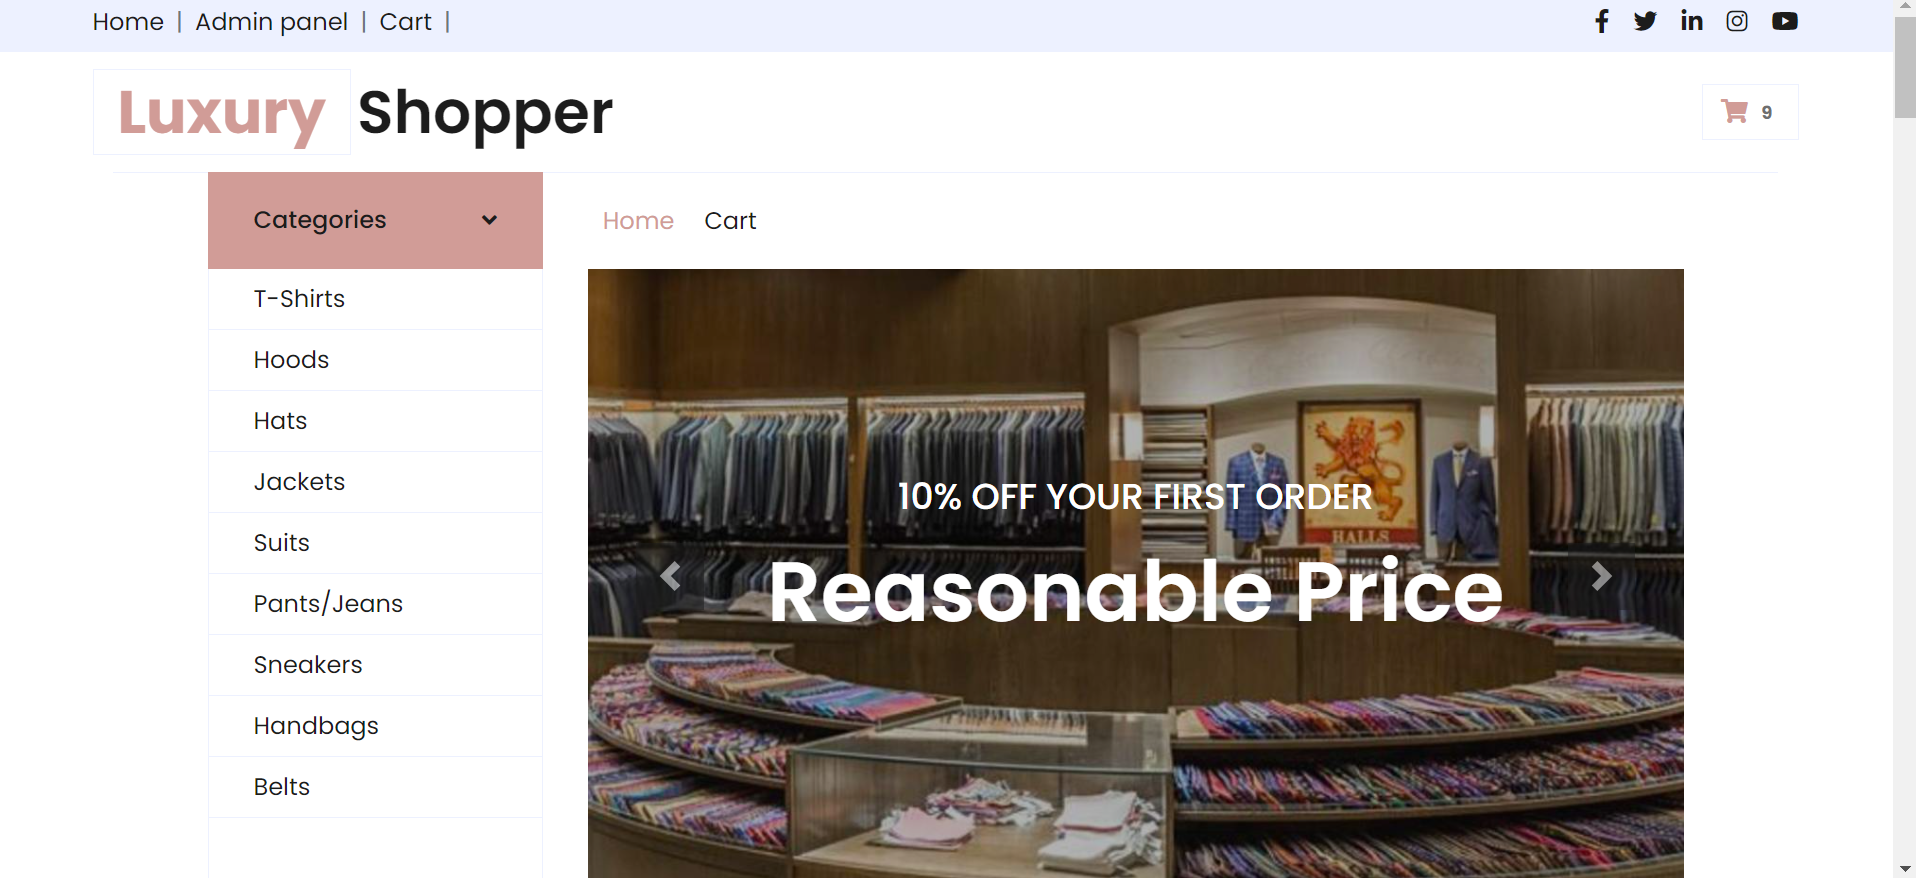 Home | Admin panel | Cart |
Luxury Shopper
9
Categories
Home Cart
T-Shirts
Hoods
Hats
Jackets
Suits
Pants/Jeans
Sneakers
Handbags
Belts
10% OFF YOUR FIRST ORDER
Reasonable Price
HALLS